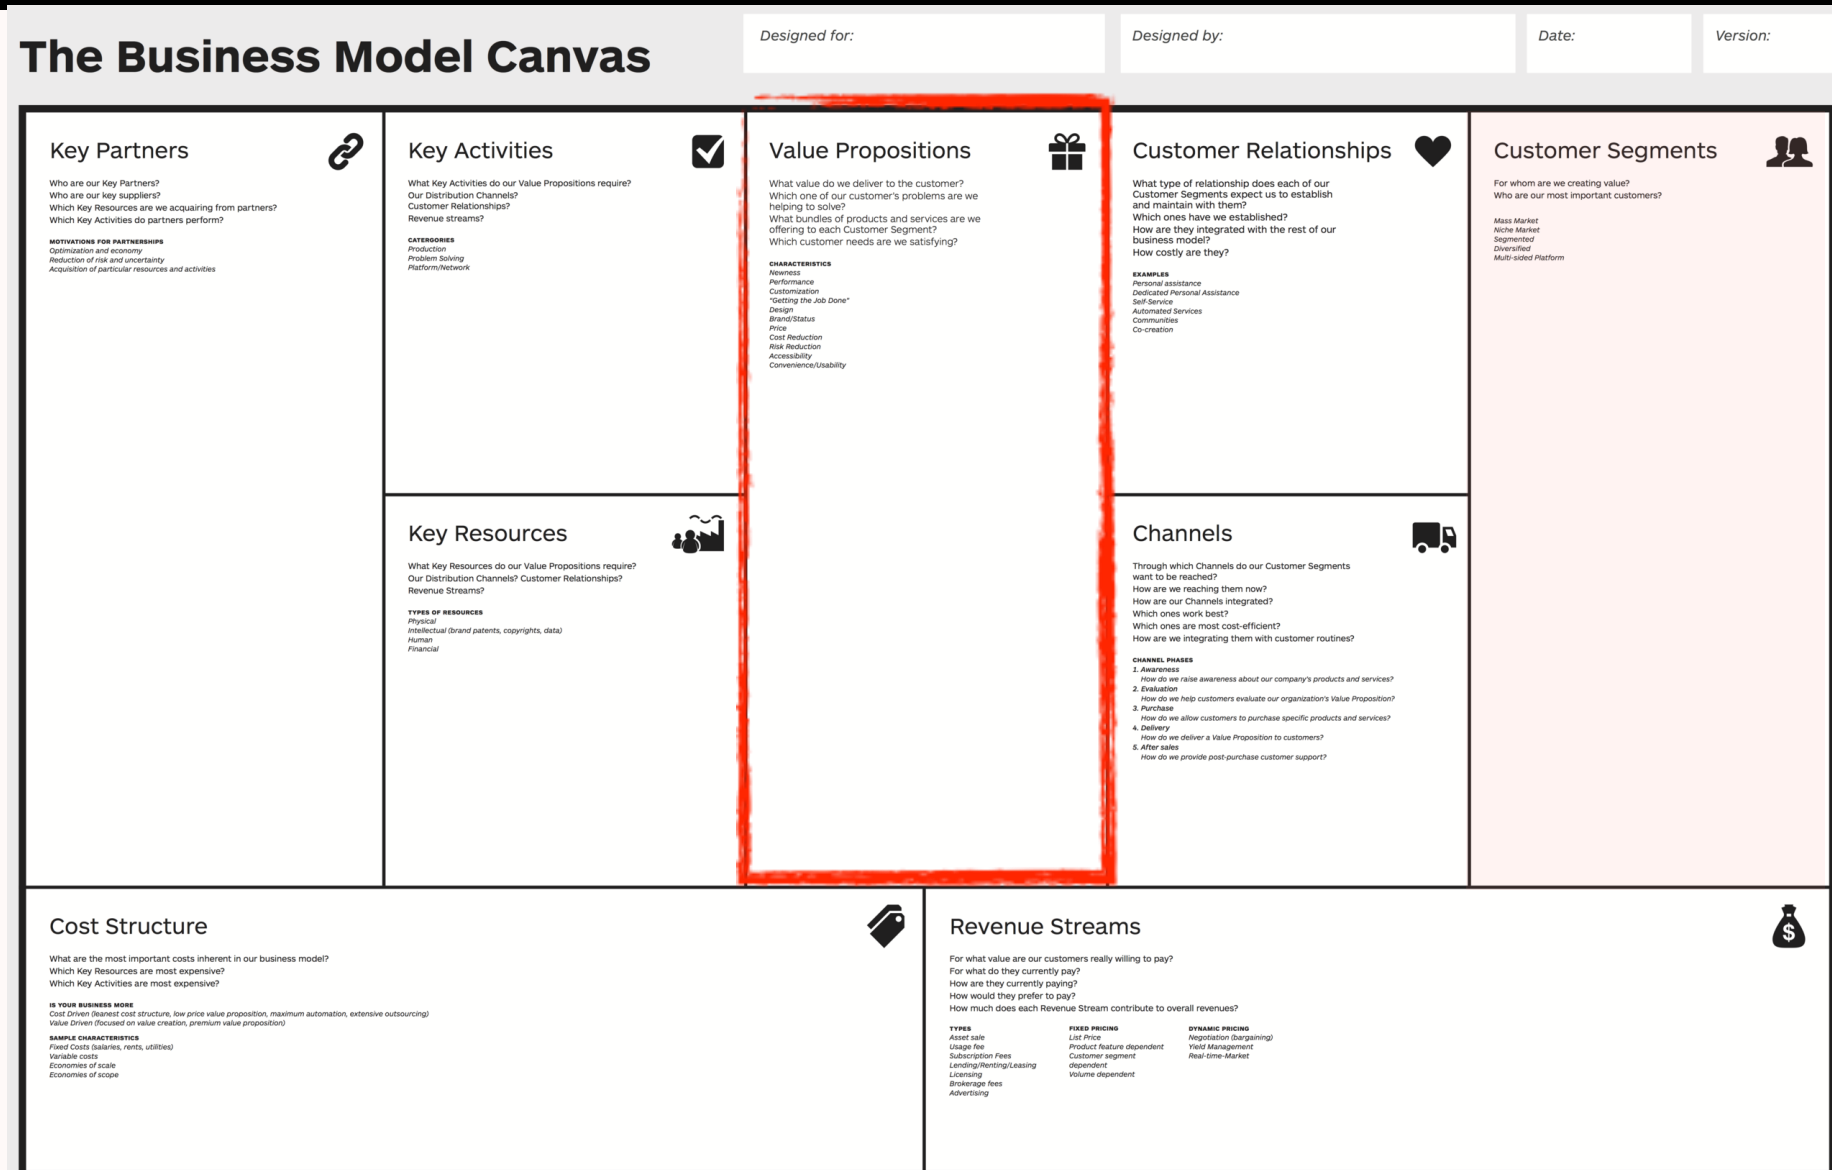 The Business Model Canvas
Designed for:
Designed by:
Date:
Version:
Key Partners
Who are our Key Partners?
Who are our key suppliers?
Which Key Resources are we acquairing from partners?
Which Key Activities do partners perform?
MOTIVATIONS FOR PARTNERSHIPS
Optimization and economy
Reduction of risk and uncertainty
Acquisition of particular resources and activities
Key Activities
What Key Activities do our Value Propositions require?
Our Distribution Channels?
Customer Relationships?
Revenue streams?
CATERGORIES
Production
Problem Solving
Platform/Network
Key Resources
What Key Resources do our Value Propositions require?
Our Distribution Channels? Customer Relationships?
Revenue Streams?
TYPES OF RESOURCES
Physical
Intellectual (brand patents, copyrights, data)
Human
Financial
Value Propositions
What value do we deliver to the customer?
Which one of our customer's problems are we
helping to solve?
What bundles of products and services are we
offering to each Customer Segment?
Which customer needs are we satisfying?
CHARACTERISTICS
Newness
Performance
Customization
"Getting the Job Done"
Design
Brand/Status
Price
Cost Reduction
Risk Reduction
Accessibility
Convenience/Usability
Customer Relationships
What type of relationship does each of our
Customer Segments expect us to establish
and maintain with them?
Which ones have we established?
How are they integrated with the rest of our
business model?
How costly are they?
EXAMPLES
Personal assistance
Dedicated Personal Assistance
Self-Service
Automated Services
Communities
Co-creation
Channels
Through which Channels do our Customer Segments
want to be reached?
How are we reaching them now?
How are our Channels integrated?
Which ones work best?
Which ones are most cost-efficient?
How are we integrating them with customer routines?
CHANNEL PHASES
1. Awareness
How do we raise awareness about our company's products and services?
2. Evaluation
How do we help customers evaluate our organization's Value Proposition?
3. Purchase
How do we allow customers to purchase specific products and services?
4. Delivery
How do we deliver a Value Proposition to customers?
5. After sales
How do we provide post-purchase customer support?
Customer Segments
For whom are we creating value?
Who are our most important customers?
Mass Market
Niche Market
Segmented
Diversified
Multi-sided Platform
Cost Structure
What are the most important costs inherent in our business model?
Which Key Resources are most expensive?
Which Key Activities are most expensive?
IS YOUR BUSINESS MORE
Cost Driven (leanest cost structure, low price value proposition, maximum automation, extensive outsourcing)
Value Driven (focused on value creation, premium value proposition)
SAMPLE CHARACTERISTICS
Fixed Costs (salaries, rents, utilities)
Variable costs
Economies of scale
Economies of scope
Revenue Streams
$
For what value are our customers really willing to pay?
For what do they currently pay?
How are they currently paying?
How would they prefer to pay?
How much does each Revenue Stream contribute to overall revenues?
TYPES
Asset sale
Usage fee
Subscription Fees
Lending/Renting/Leasing
Licensing
Brokerage fees
Advertising
FIXED PRICING
List Price
Product feature dependent
Customer segment
dependent
Volume dependent
DYNAMIC PRICING
Negotiation (bargaining)
Yield Management
Real-time-Market